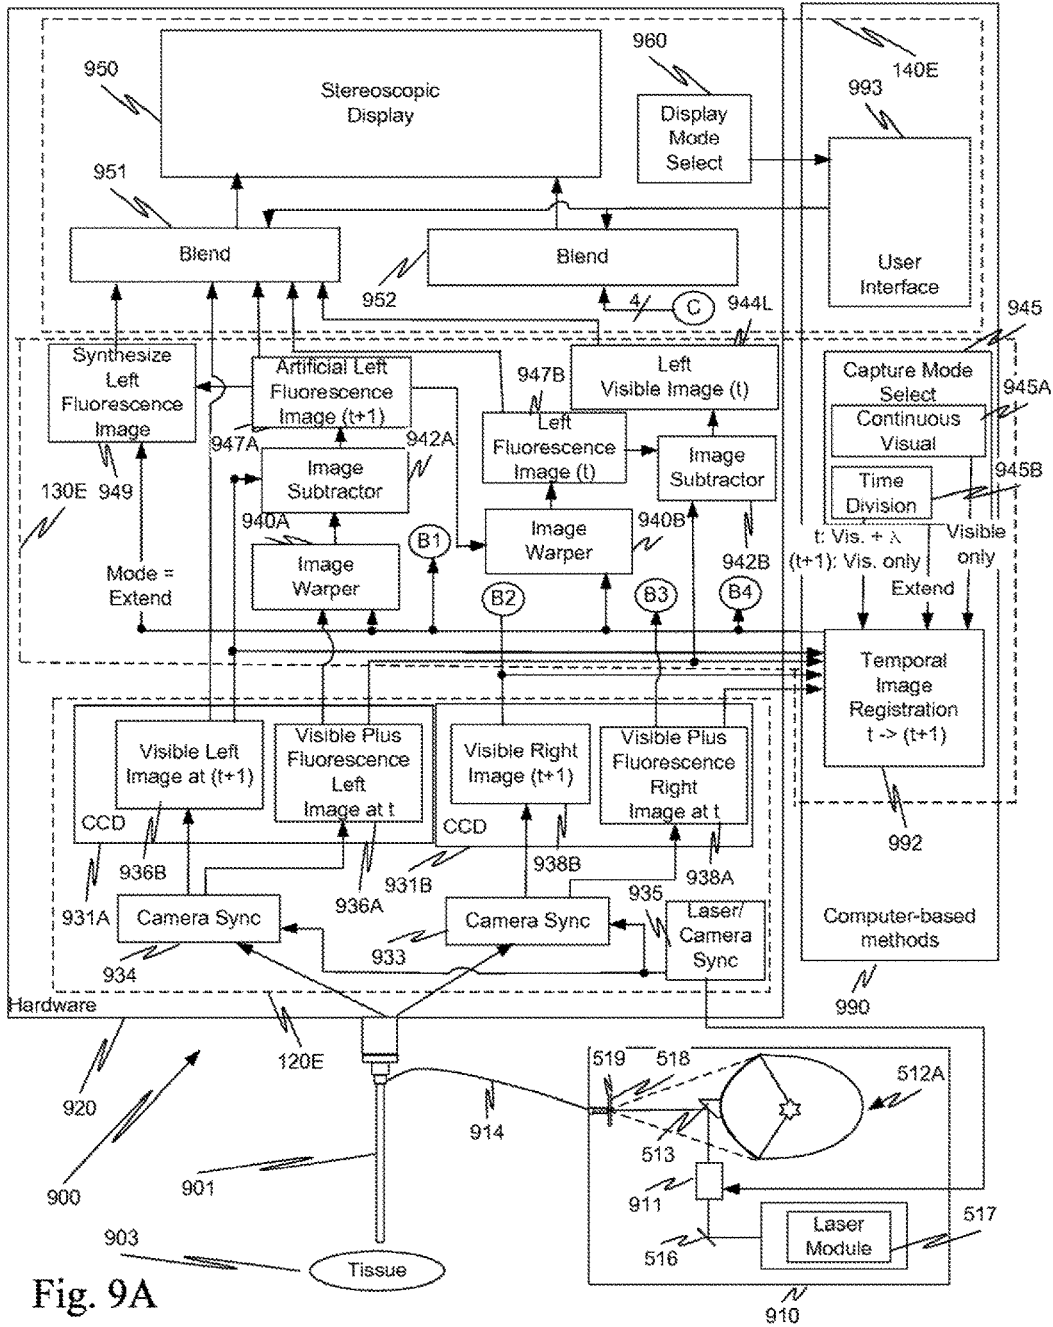 950
Stereoscopic
Display
960
Display
Mode
Select
140E
993
User
Interface
951
Blend
952
Blend
4
C
944L
945
Synthesize
Left
Fluorescence
Image
949
Artificial Left
Fluorescence
Image (t+1)
947A
947B
Left
Visible Image (t)
Left
Fluorescence
Image (t)
Capture Mode
Select
945A
Continuous
Visual
945B
Time
Division
942A
Image
Subtractor
Image
Subtractor
942B
130E
940A
Image
Warper
940B
Image
Warper
B1
B2
B3
B4
Mode =
Extend
t: Vis. + λ
(t+1): Vis. only
Visible
only
Extend
Temporal
Image
Registration
t -> (t+1)
992
Visible Left
Image at (t+1)
Visible Plus
Fluorescence
Left
Image at t
Visible Right
Image (t+1)
Visible Plus
Fluorescence
Right
Image at t
CCD
CCD
936B
936A
938B
938A
931A
931B
935
Camera Sync
934
Camera Sync
933
Laser/
Camera
Sync
Computer-based
methods
990
Hardware
920
120E
900
901
903
Tissue
914
519
518
512A
513
911
516
Laser
Module
517
910
Fig. 9A